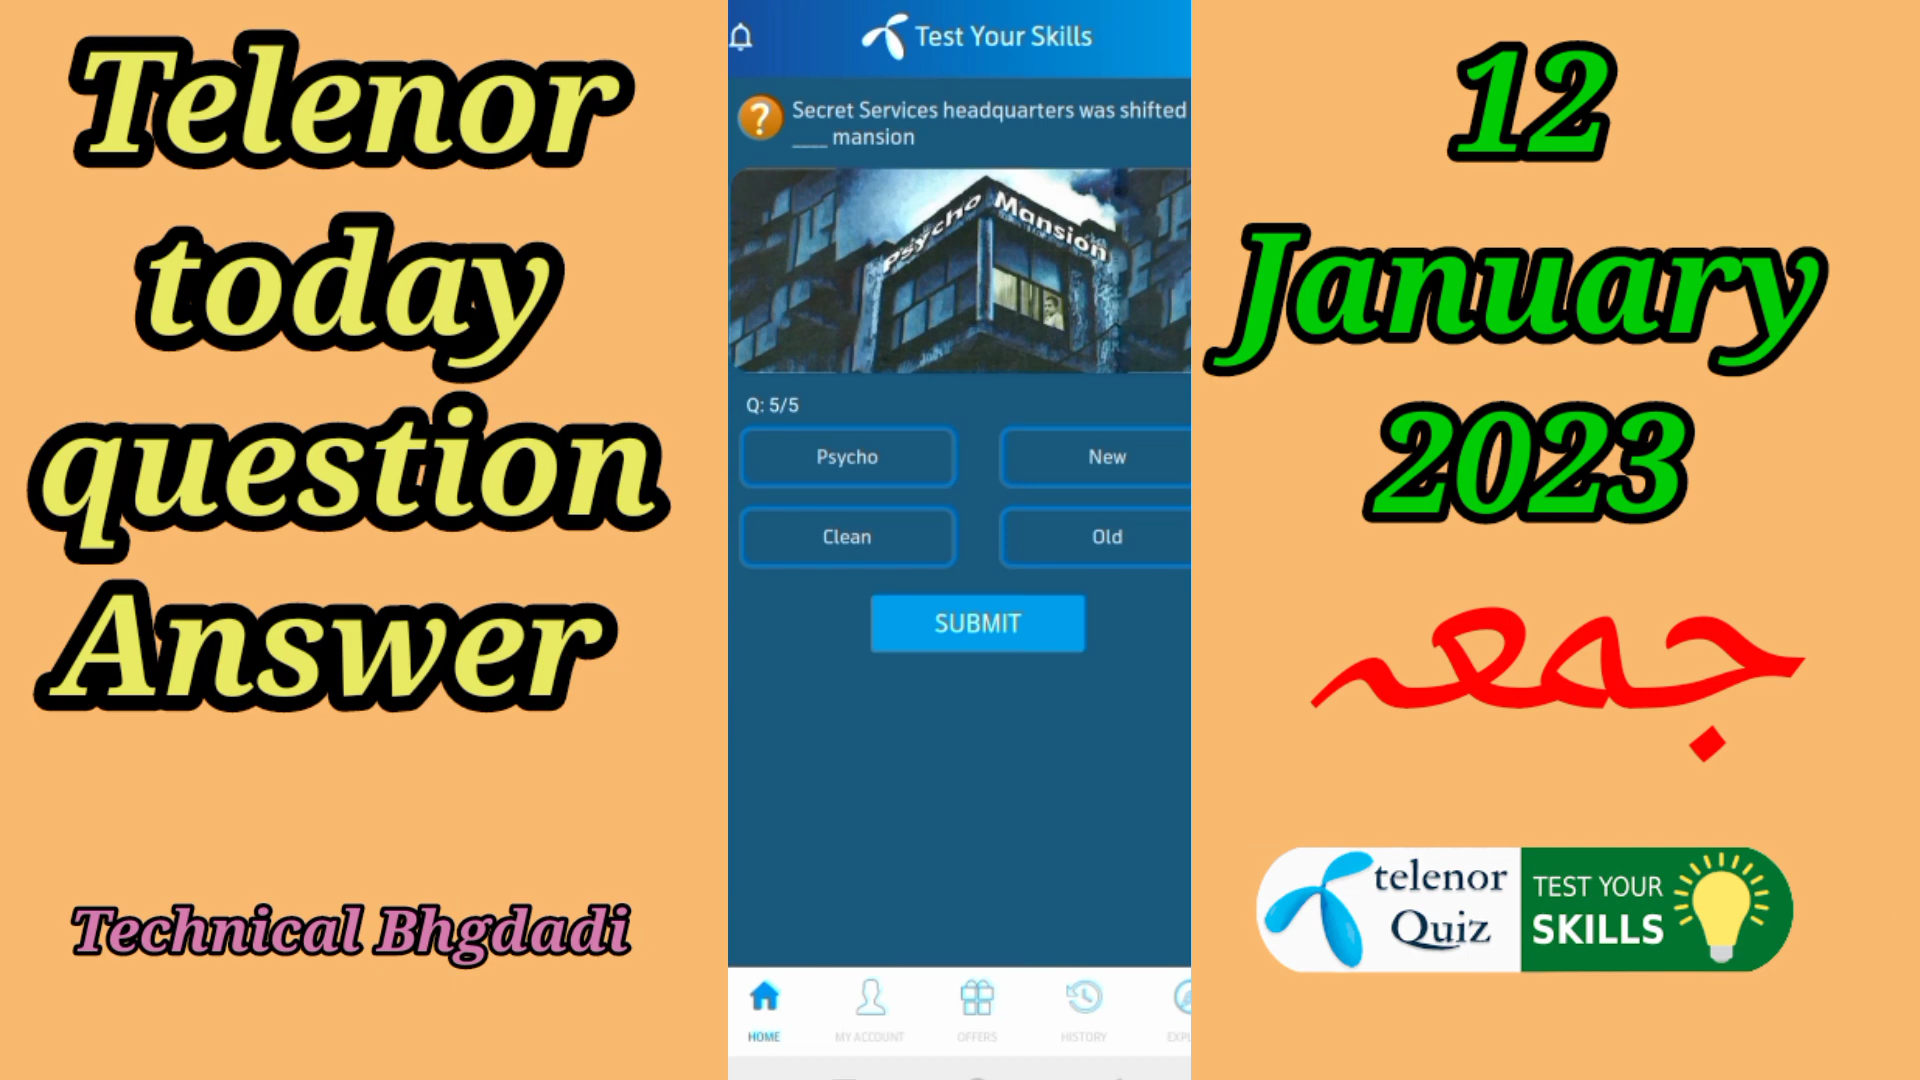 Telenor
today
question
Answer
Technical Bhgdadi
Test Your Skills
?
Secret Services headquarters was shifted
____ mansion
Psycho Mansion
Q: 5/5
Psycho
New
Clean
Old
SUBMIT
HOME
MY ACCOUNT
OFFERS
HISTORY
12
January
2023
جمعہ
telenor
Quiz
TEST YOUR
SKILLS